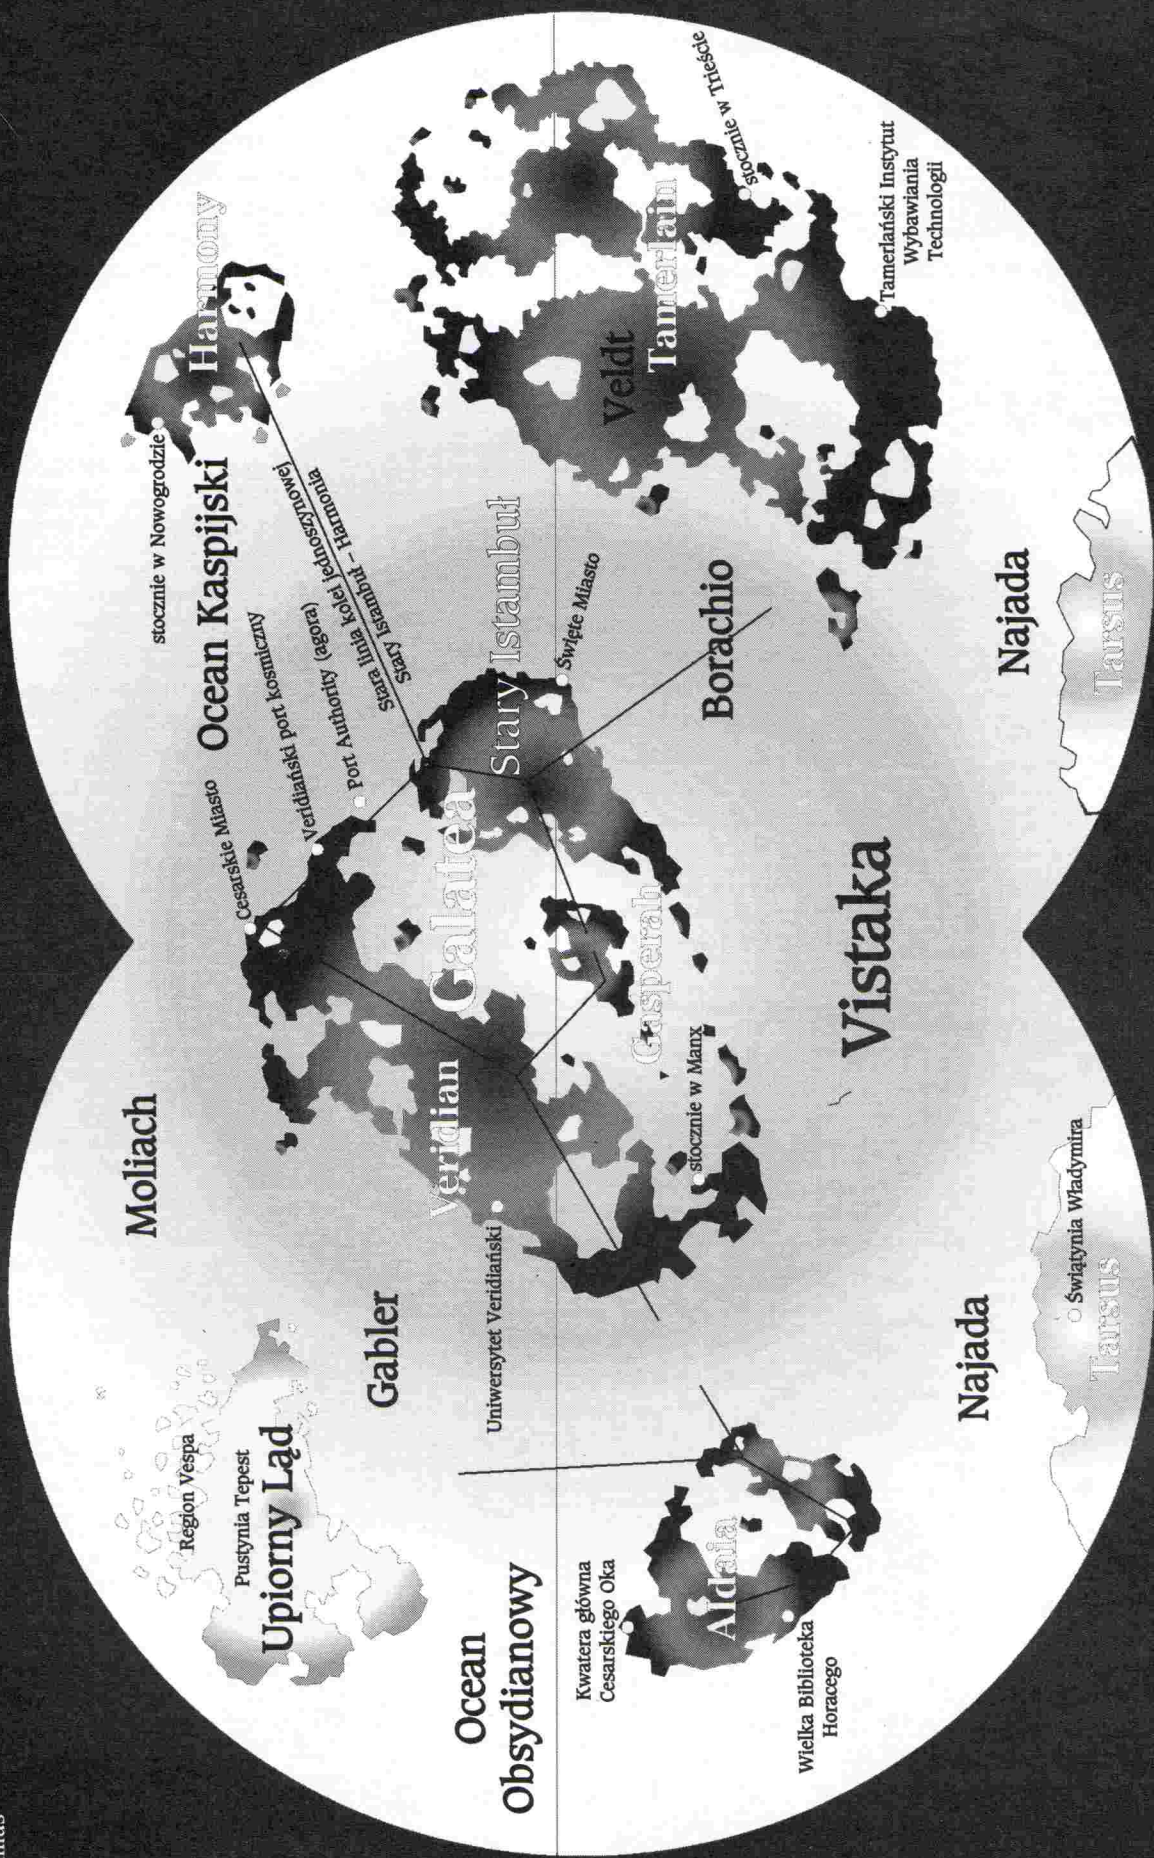 Moliach
Region Vespa
Pustynia Tepest
Upiorny Ląd
Gabler
Ocean
Obsydianowy
Uniwersytet Veridiański
Kwatera główna
Cesarskiego Oka
Aldaia
Wielka Biblioteka
Horacego
Najada
Świątynia Władymira
Tarsus
stocznie w Nowogrodzie
Harmony
Ocean Kaspijski
Cesarskie Miasto
Veridiański port kosmiczny
Port Authority (agora)
Stara linia kolei jednoszynowej
Stary Istambuł – Harmonia
Veridian
Galatea
Stary Istambuł
Święte Miasto
Gasperah
stocznie w Manx
Borachio
Vistaka
Veldt
Tamerlain
stocznie w Trieście
Tamerlański Instytut
Wybawiania
Technologii
Najada
Tarsus